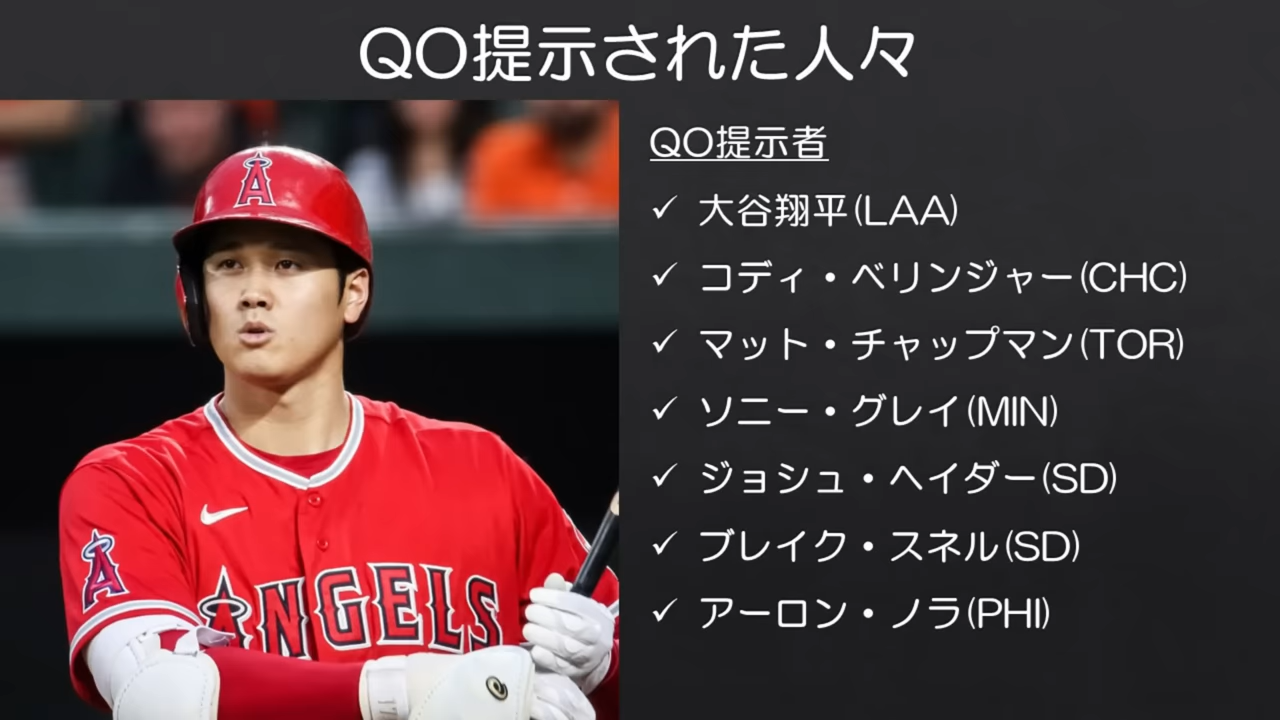 QO提示された人々
QO提示者
✓ 大谷翔平(LAA)
✓ コディ・ベリンジャー(CHC)
✓ マット・チャップマン(TOR)
✓ ソニー・グレイ(MIN)
✓ ジョシュ・ヘイダー(SD)
✓ ブレイク・スネル(SD)
✓ アーロン・ノラ(PHI)
A
A
ANGELS